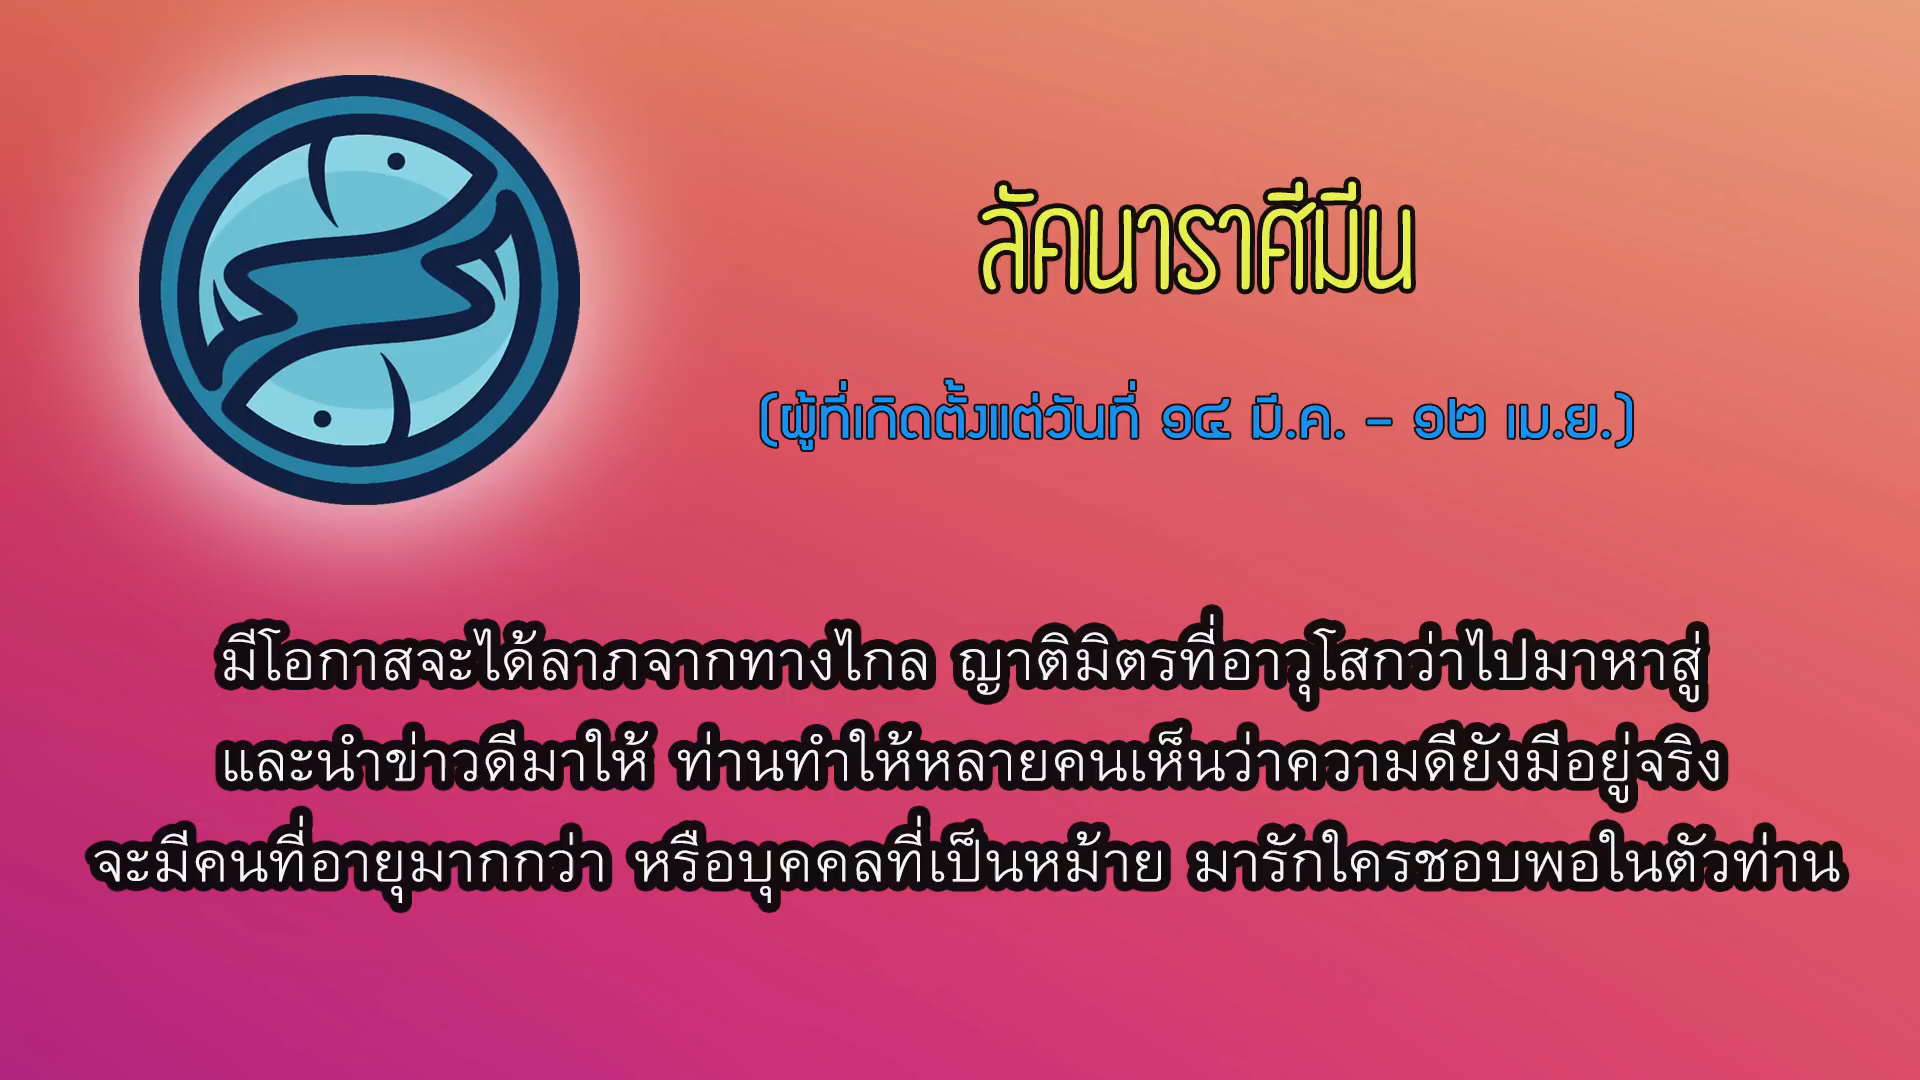 ลัคนาราศีมีน
(ผู้ที่เกิดตั้งแต่วันที่ ๑๔ มี.ค. - ๑๒ เม.ย.)
มีโอกาสจะได้ลาภจากทางไกล ญาติมิตรที่อาวุโสกว่าไปมาหาสู่
และนำข่าวดีมาให้ ท่านทำให้หลายคนเห็นว่าความดียังมีอยู่จริง
จะมีคนที่อายุมากกว่า หรือบุคคลที่เป็นหม้าย มารักใครชอบพอในตัวท่าน